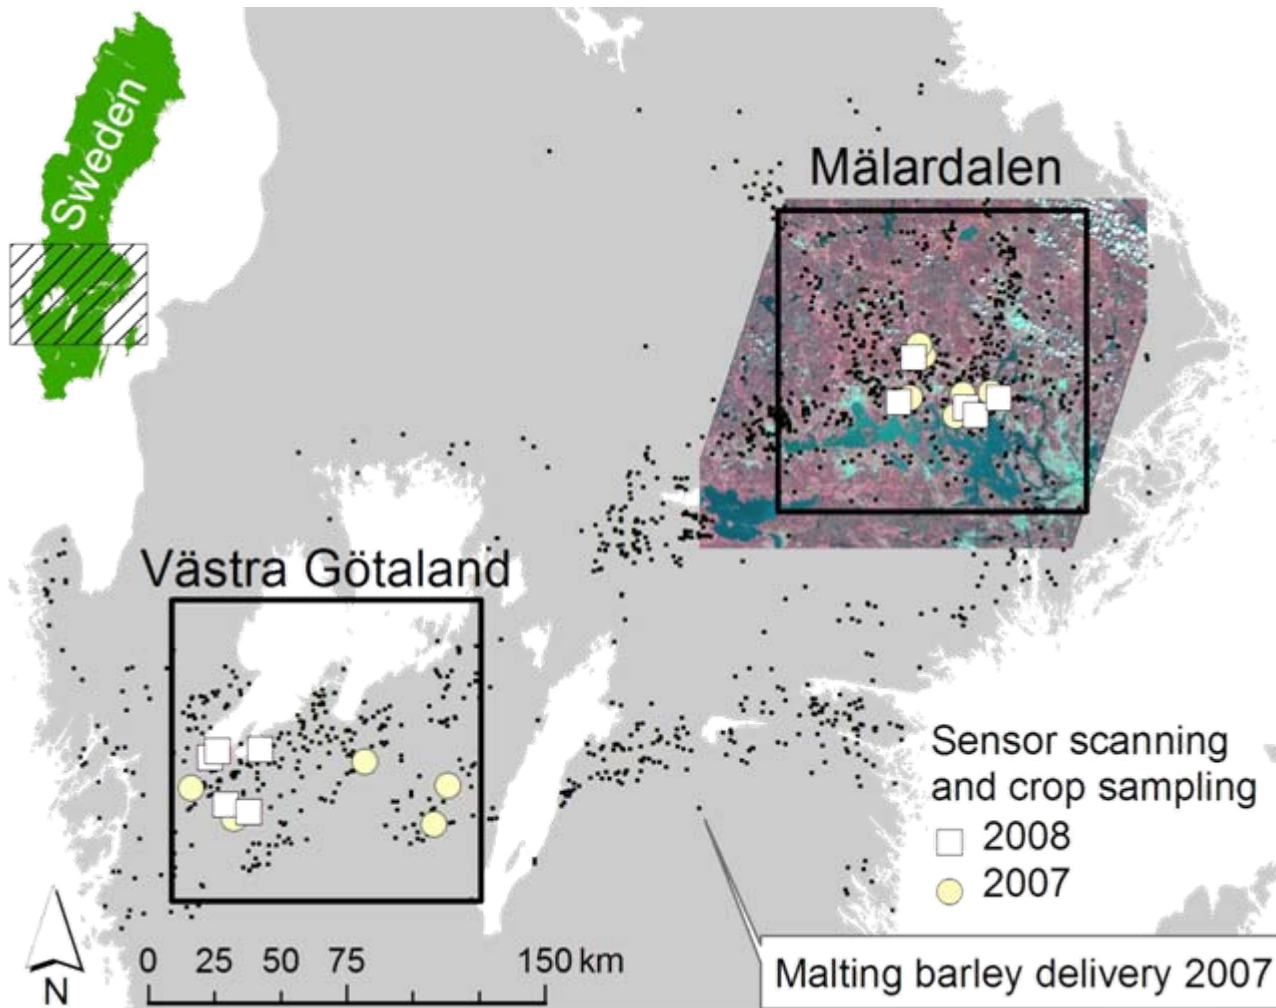 Sweden
Mälardalen
Västra Götaland
Sensor scanning
and crop sampling
2008
2007
0 25 50 75 150 km
N
Malting barley delivery 2007